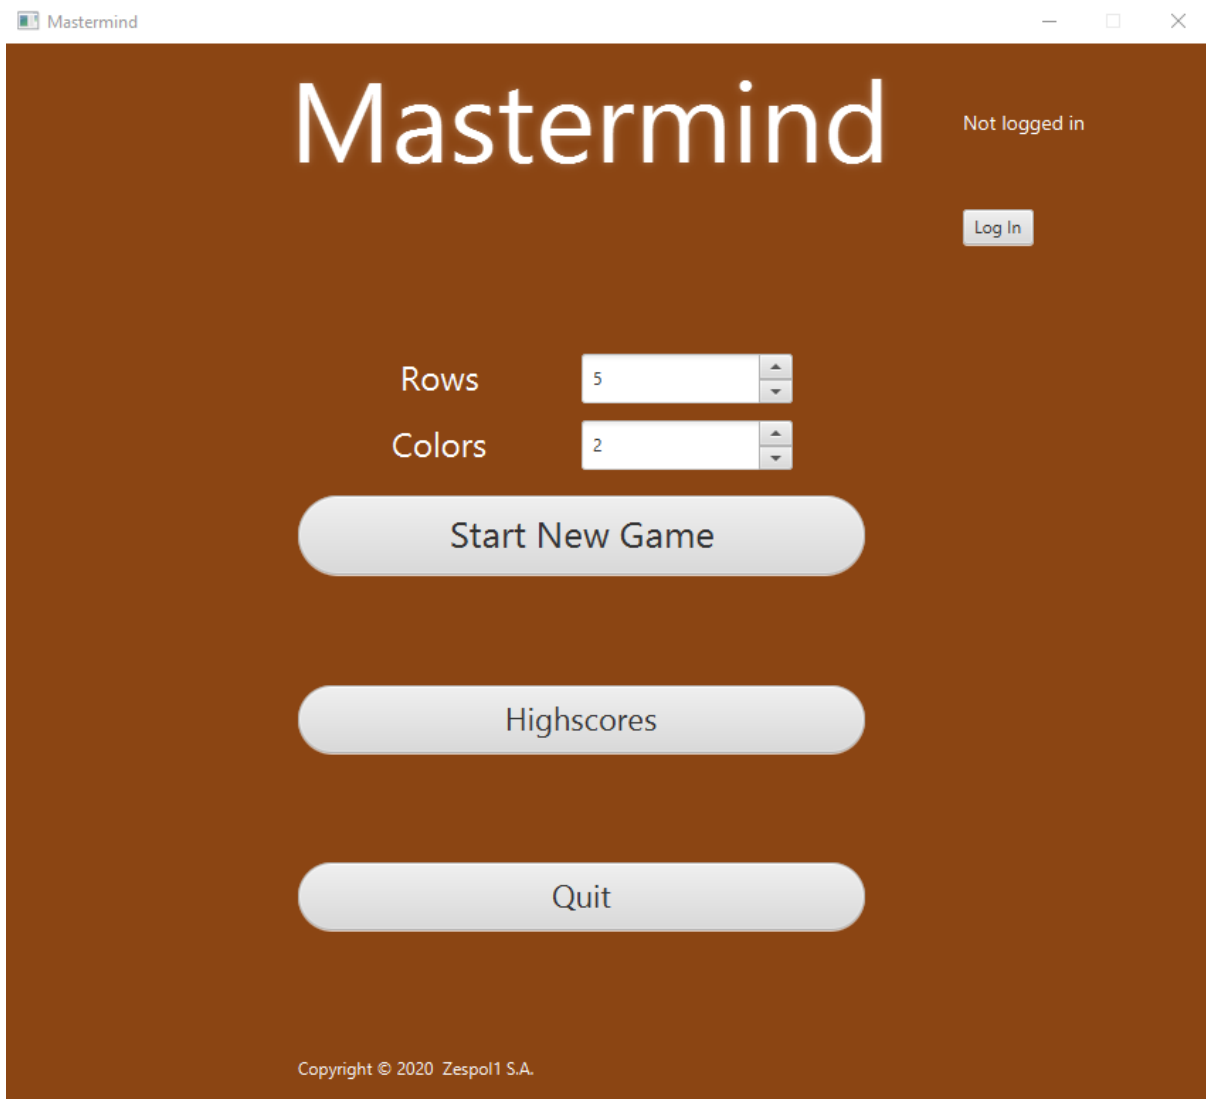 Mastermind
Mastermind
Not logged in
Log In
Rows 5
Colors 2
Start New Game
Highscores
Quit
Copyright © 2020  Zespol1 S.A.